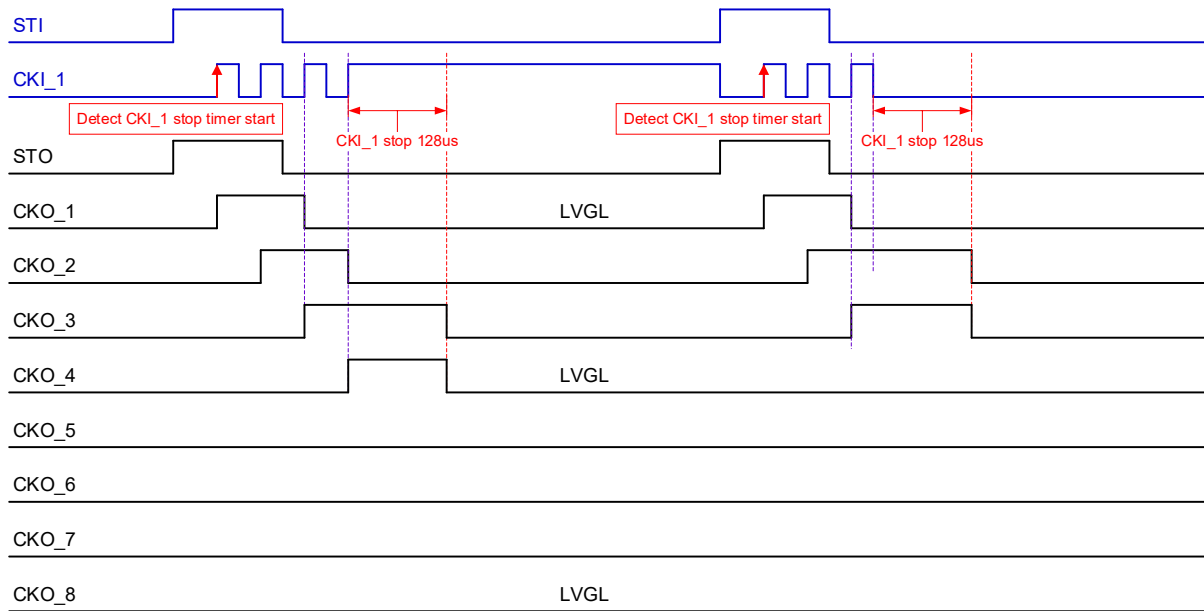 STI
CKI_1
Detect CKI_1 stop timer start
Detect CKI_1 stop timer start
CKI_1 stop 128us
CKI_1 stop 128us
STO
CKO_1
LVGL
CKO_2
CKO_3
CKO_4
LVGL
CKO_5
CKO_6
CKO_7
CKO_8
LVGL